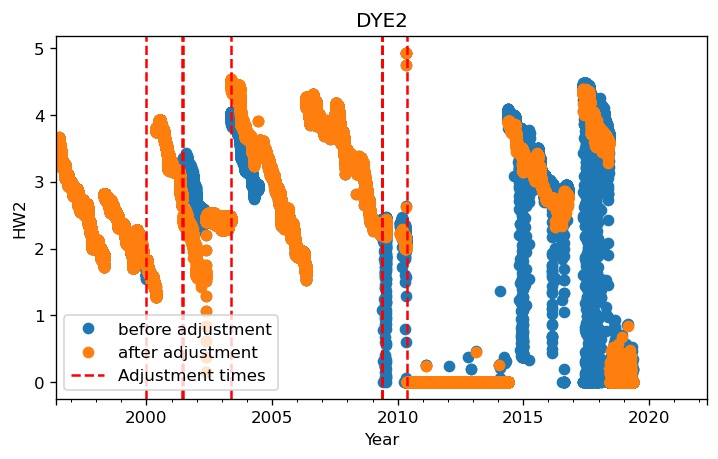 DYE2
HW2
5
4
3
2
1
0
before adjustment
after adjustment
Adjustment times
2000 2005 2010 2015 2020
Year